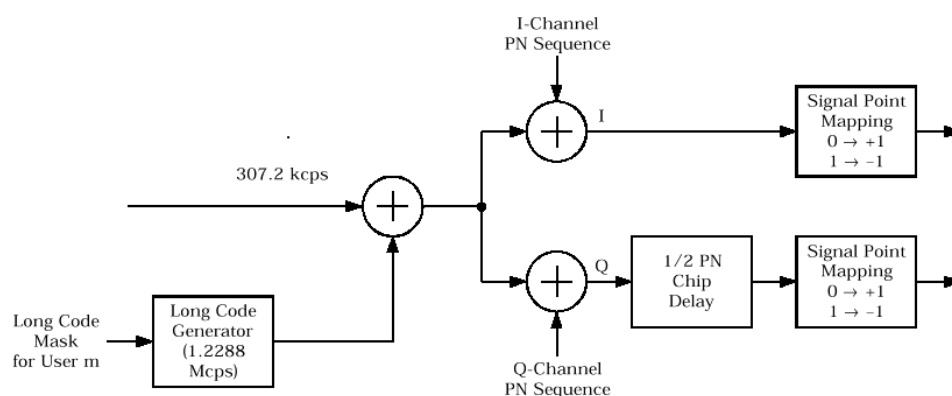 I-Channel
PN Sequence
I
Signal Point
Mapping
0 → +1
1 → –1
307.2 kcps
Q
1/2 PN
Chip
Delay
Signal Point
Mapping
0 → +1
1 → –1
Long Code
Mask
for User m
Long Code
Generator
(1.2288
Mcps)
Q-Channel
PN Sequence